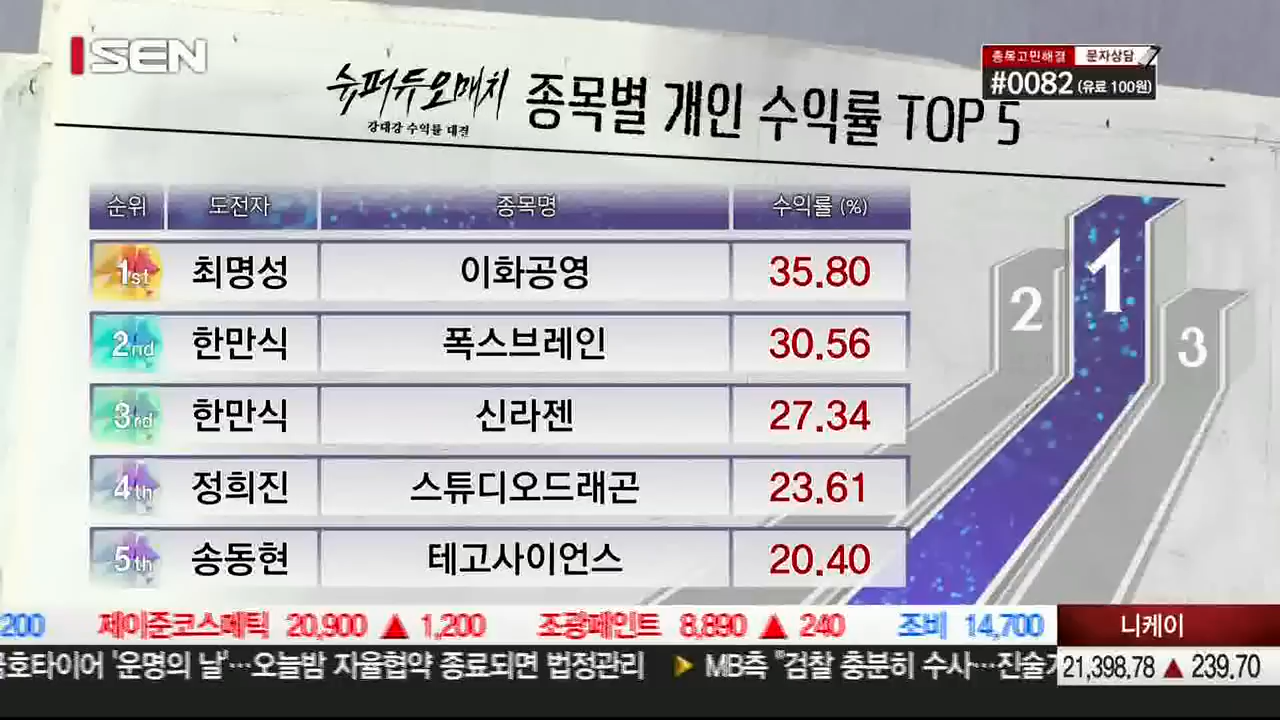 SEN
종목고민해결 문자상담
#0082 (유료 100원)
슈퍼듀오매치 종목별 개인 수익률 TOP 5
강대강 수익률 대결
순위 도전자 종목명 수익률 (%)
1st 최명성 이화공영 35.80
2nd 한만식 폭스브레인 30.56
3rd 한만식 신라젠 27.34
4th 정희진 스튜디오드래곤 23.61
5th 송동현 테고사이언스 20.40
2 1 3
200 제이준코스메틱 20,900 ▲ 1,200 조광페인트 8,890 ▲ 240 조비 14,700
니케이
금호타이어 '운명의 날'…오늘밤 자율협약 종료되면 법정관리 ▶ MB측 "검찰 충분히 수사…진술
21,398.78 ▲ 239.70